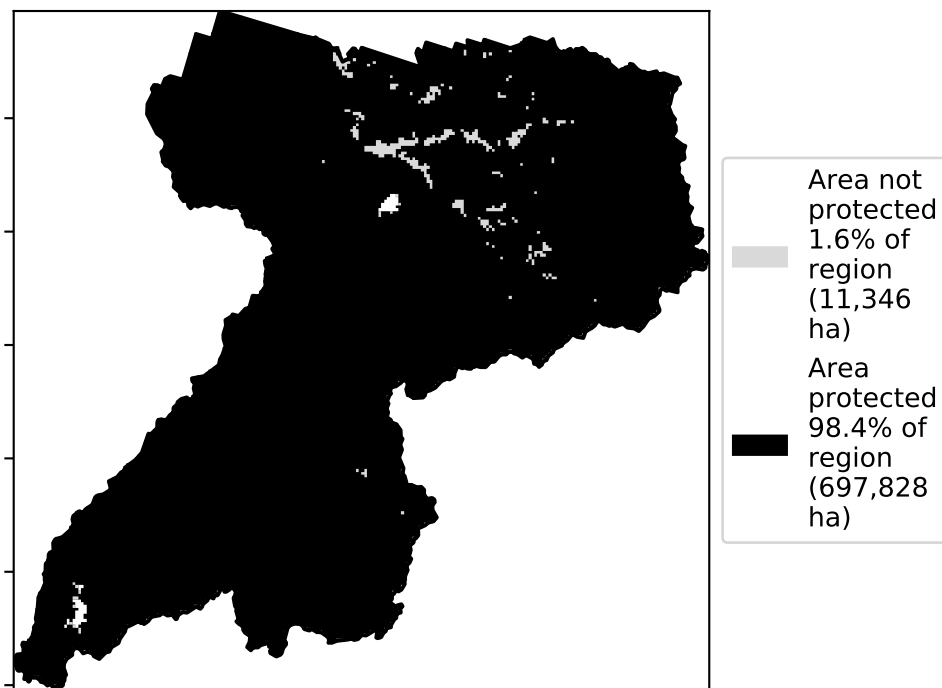 Area not
protected
1.6% of
region
(11,346
ha)
Area
protected
98.4% of
region
(697,828
ha)